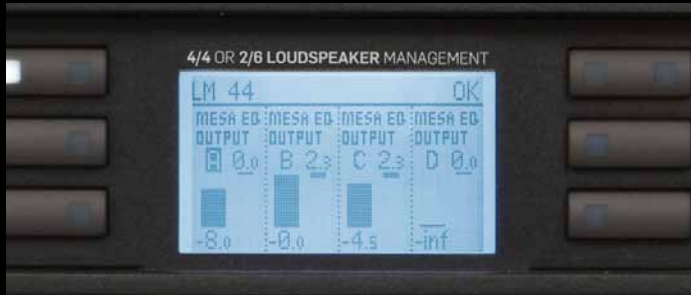 4/4 OR 2/6 LOUDSPEAKER MANAGEMENT
LM 44 OK
MESA EQ MESA EQ MESA EQ MESA EQ
OUTPUT OUTPUT OUTPUT OUTPUT
A 0.0 B 2.3 C 2.3 D 0.0
-8.0 -0.0 -4.5 -inf